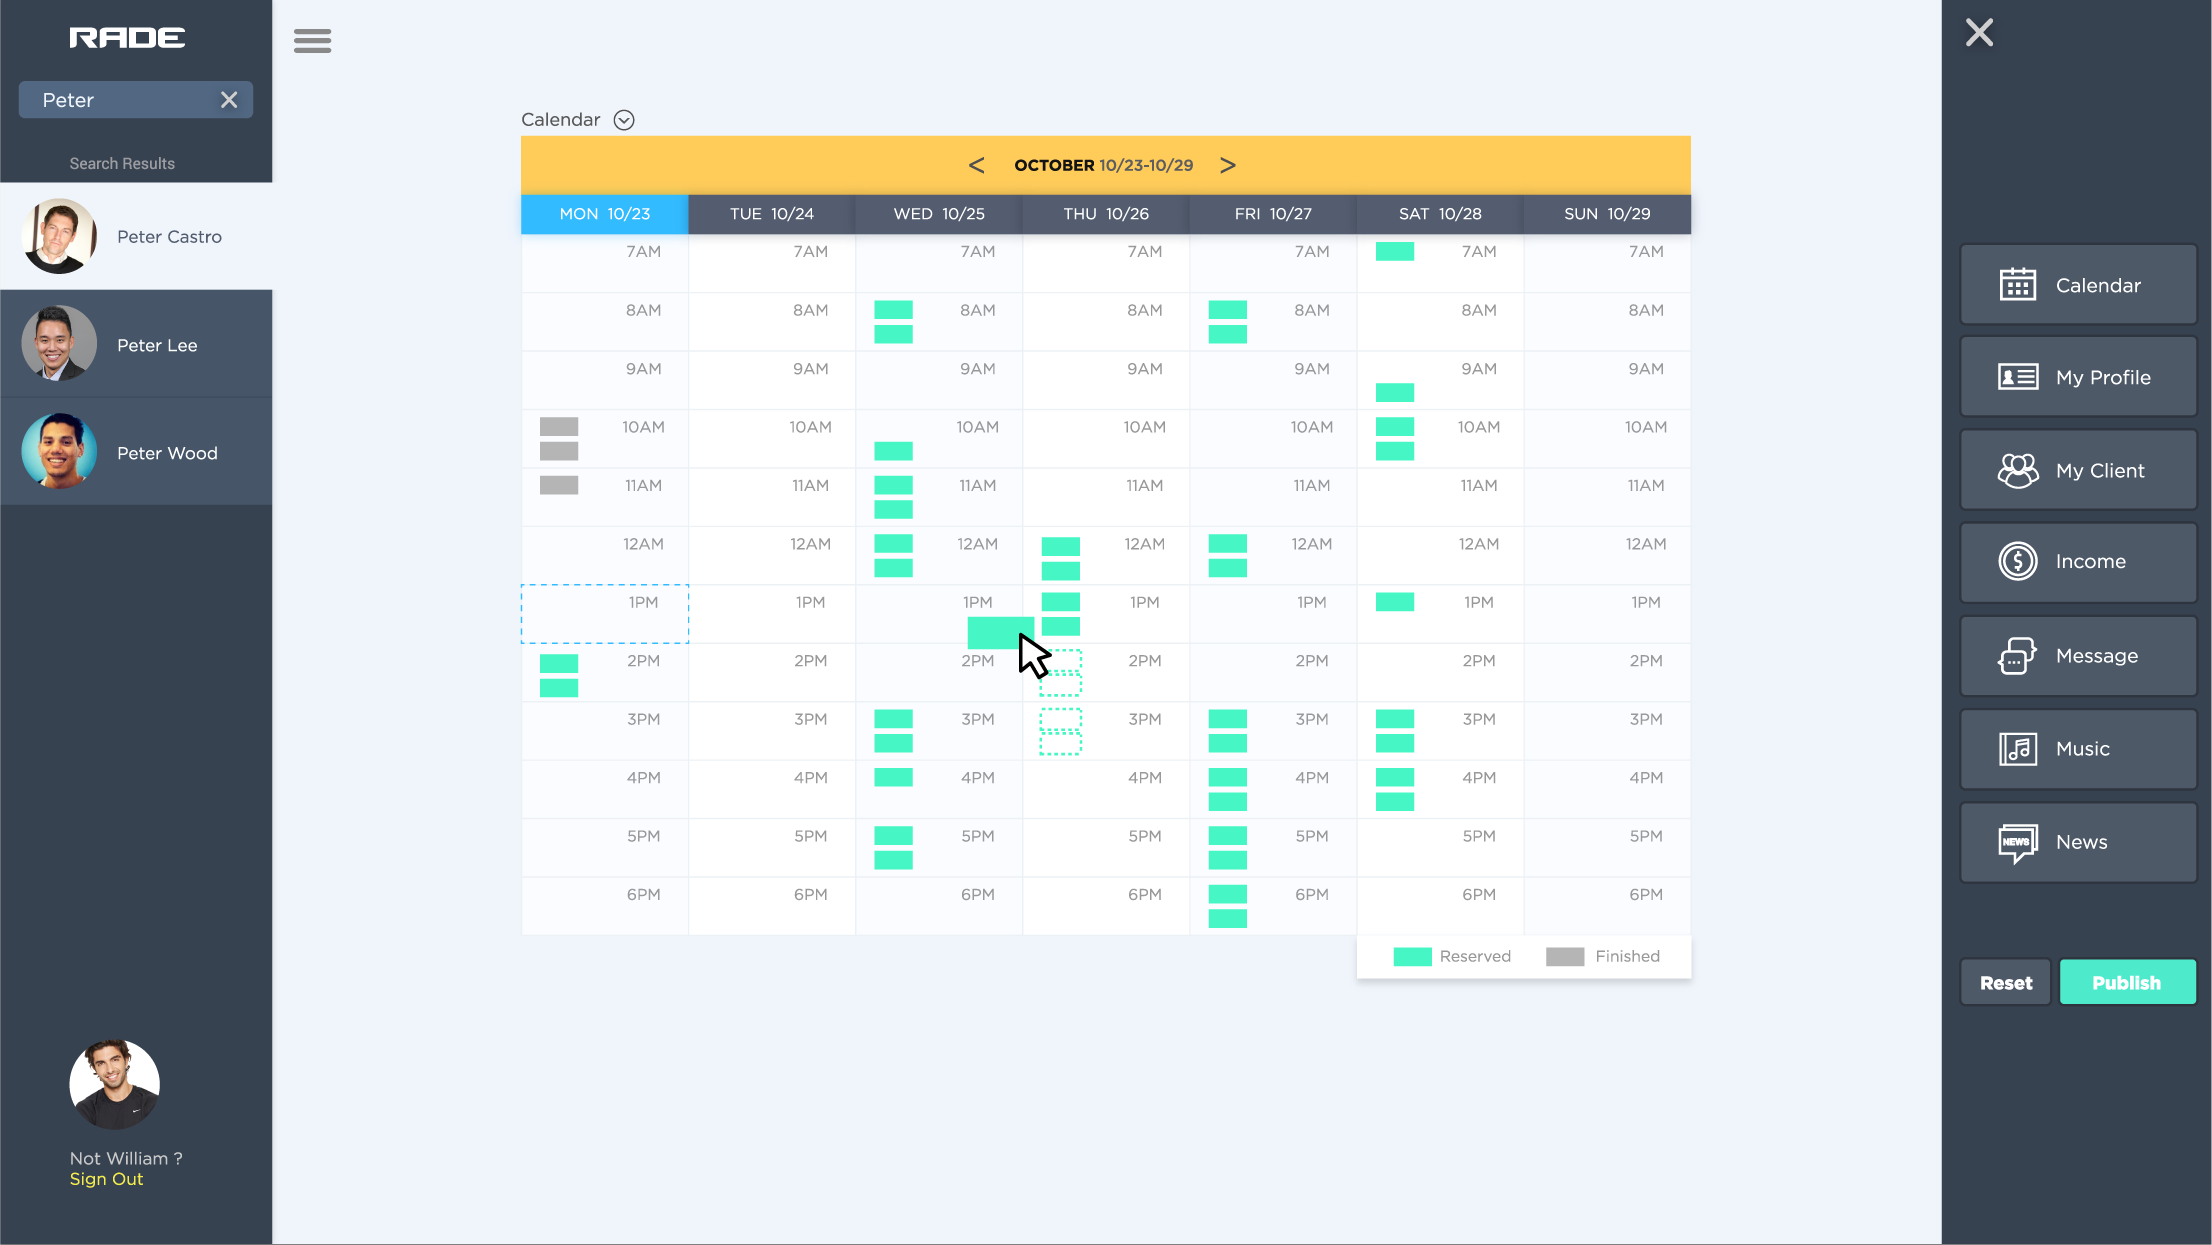 RADE
Peter
Search Results
Peter Castro
Peter Lee
Peter Wood
Not William ?
Sign Out
Calendar
< OCTOBER 10/23-10/29 >
MON 10/23 TUE 10/24 WED 10/25 THU 10/26 FRI 10/27 SAT 10/28 SUN 10/29
7AM 7AM 7AM 7AM 7AM 7AM 7AM
8AM 8AM 8AM 8AM 8AM 8AM 8AM
9AM 9AM 9AM 9AM 9AM 9AM 9AM
10AM 10AM 10AM 10AM 10AM 10AM 10AM
11AM 11AM 11AM 11AM 11AM 11AM 11AM
12AM 12AM 12AM 12AM 12AM 12AM 12AM
1PM 1PM 1PM 1PM 1PM 1PM 1PM
2PM 2PM 2PM 2PM 2PM 2PM 2PM
3PM 3PM 3PM 3PM 3PM 3PM 3PM
4PM 4PM 4PM 4PM 4PM 4PM 4PM
5PM 5PM 5PM 5PM 5PM 5PM 5PM
6PM 6PM 6PM 6PM 6PM 6PM 6PM
Reserved Finished
Calendar
My Profile
My Client
$ Income
Message
Music
NEWS News
Reset Publish